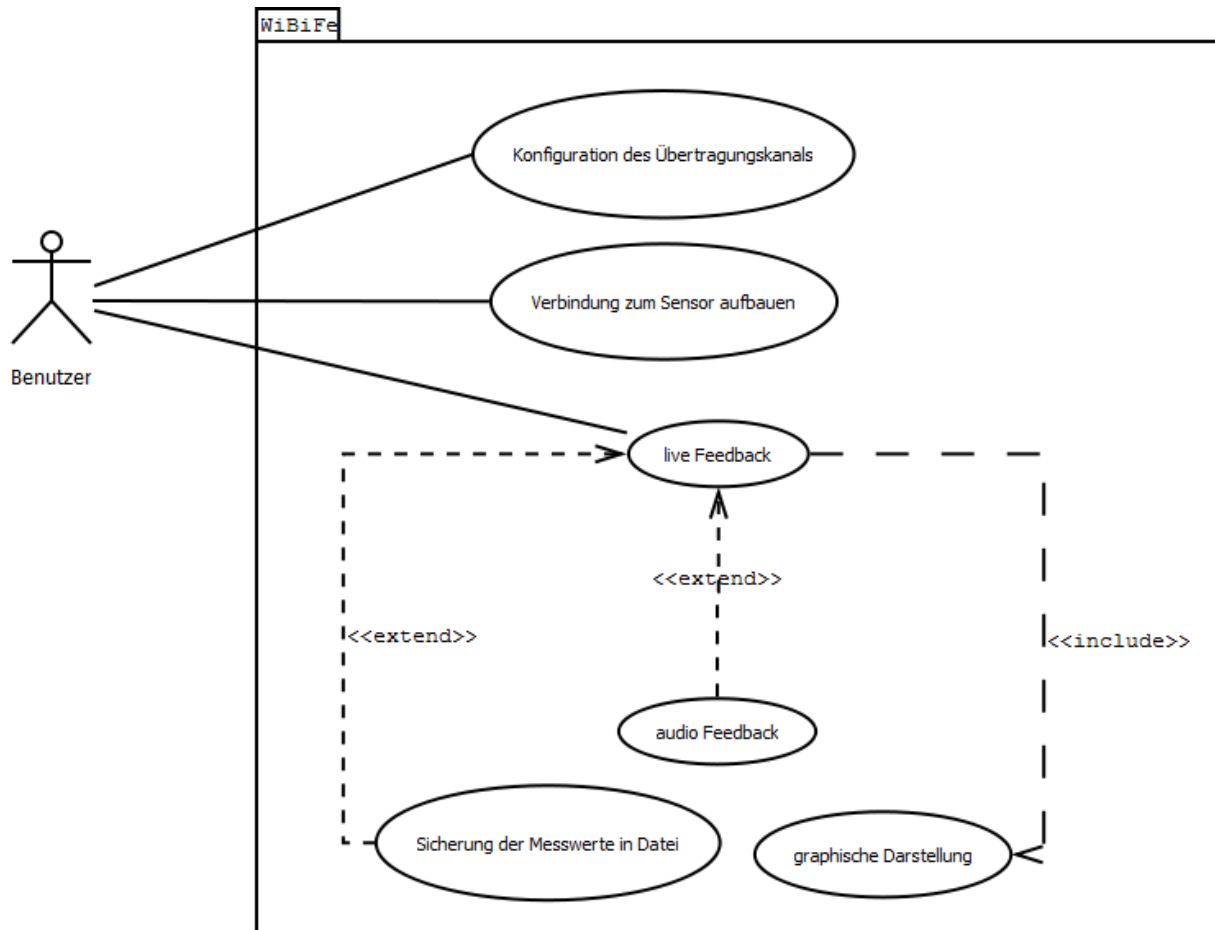 WiBiFe
Konfiguration des Übertragungskanals
Verbindung zum Sensor aufbauen
Benutzer
live Feedback
<<extend>>
<<extend>>
<<include>>
audio Feedback
Sicherung der Messwerte in Datei
graphische Darstellung